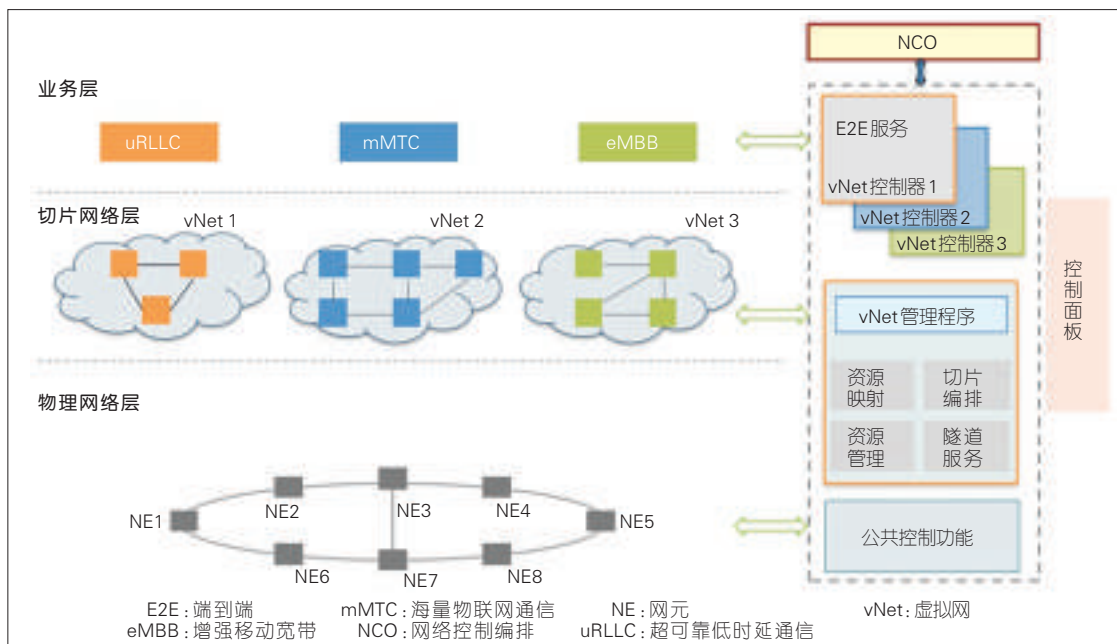 NCO
业务层
uRLLC
mMTC
eMBB
E2E服务
vNet控制器1
vNet控制器2
vNet控制器3
切片网络层
vNet 1
vNet 2
vNet 3
控制面板
vNet管理程序
资源映射
切片编排
资源管理
隧道服务
物理网络层
NE1
NE2
NE3
NE4
NE5
NE6
NE7
NE8
公共控制功能
E2E：端到端
mMTC：海量物联网通信
NE：网元
vNet：虚拟网
eMBB：增强移动宽带
NCO：网络控制编排
uRLLC：超可靠低时延通信